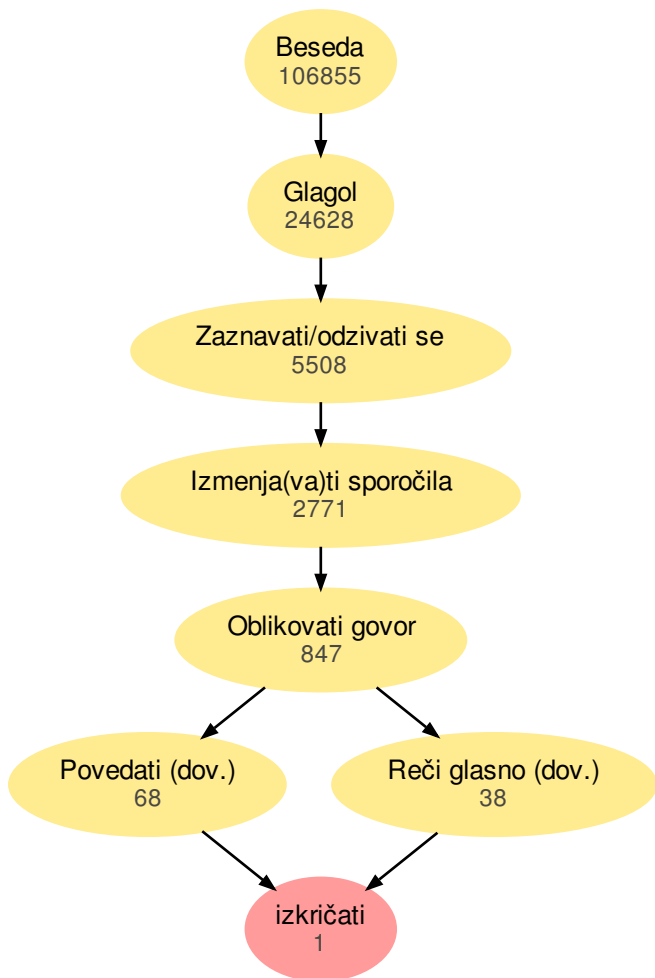 Beseda
106855
Glagol
24628
Zaznavati/odzivati se
5508
Izmenja(va)ti sporočila
2771
Oblikovati govor
847
Povedati (dov.)
68
Reči glasno (dov.)
38
izkričati
1